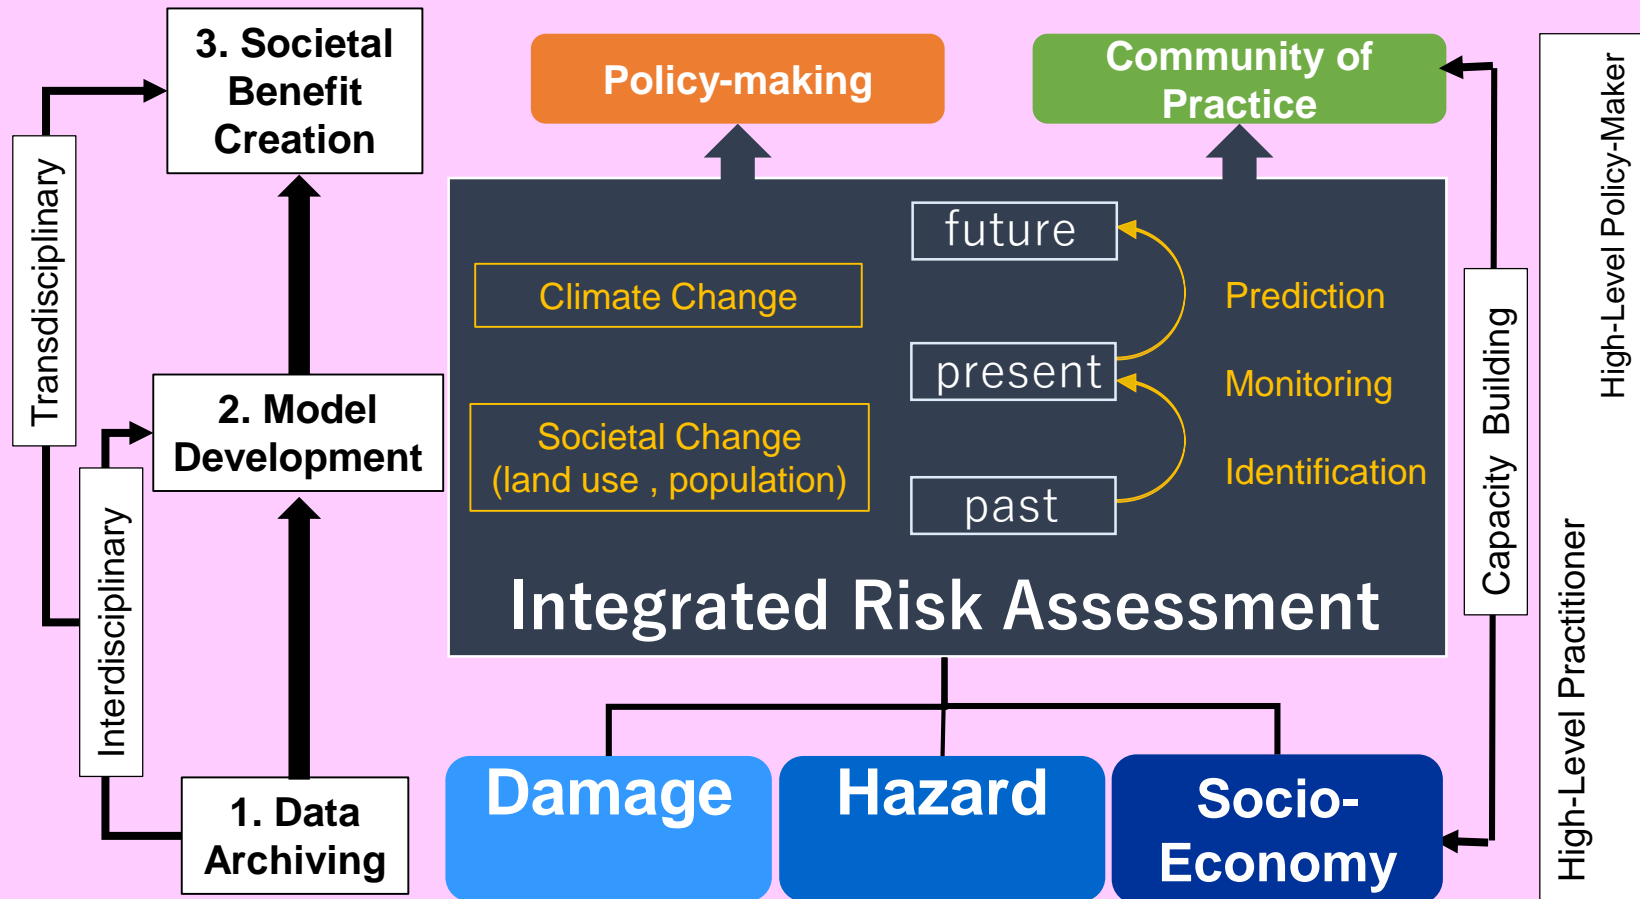 3. Societal
Benefit
Creation
Transdisciplinary
2. Model
Development
Interdisciplinary
1. Data
Archiving
Policy-making
Community of
Practice
future
Climate Change
Prediction
present
Monitoring
Societal Change
(land use , population)
Identification
past
Integrated Risk Assessment
Damage
Hazard
Socio-
Economy
Capacity Building
High-Level Policy-Maker
High-Level Practitioner